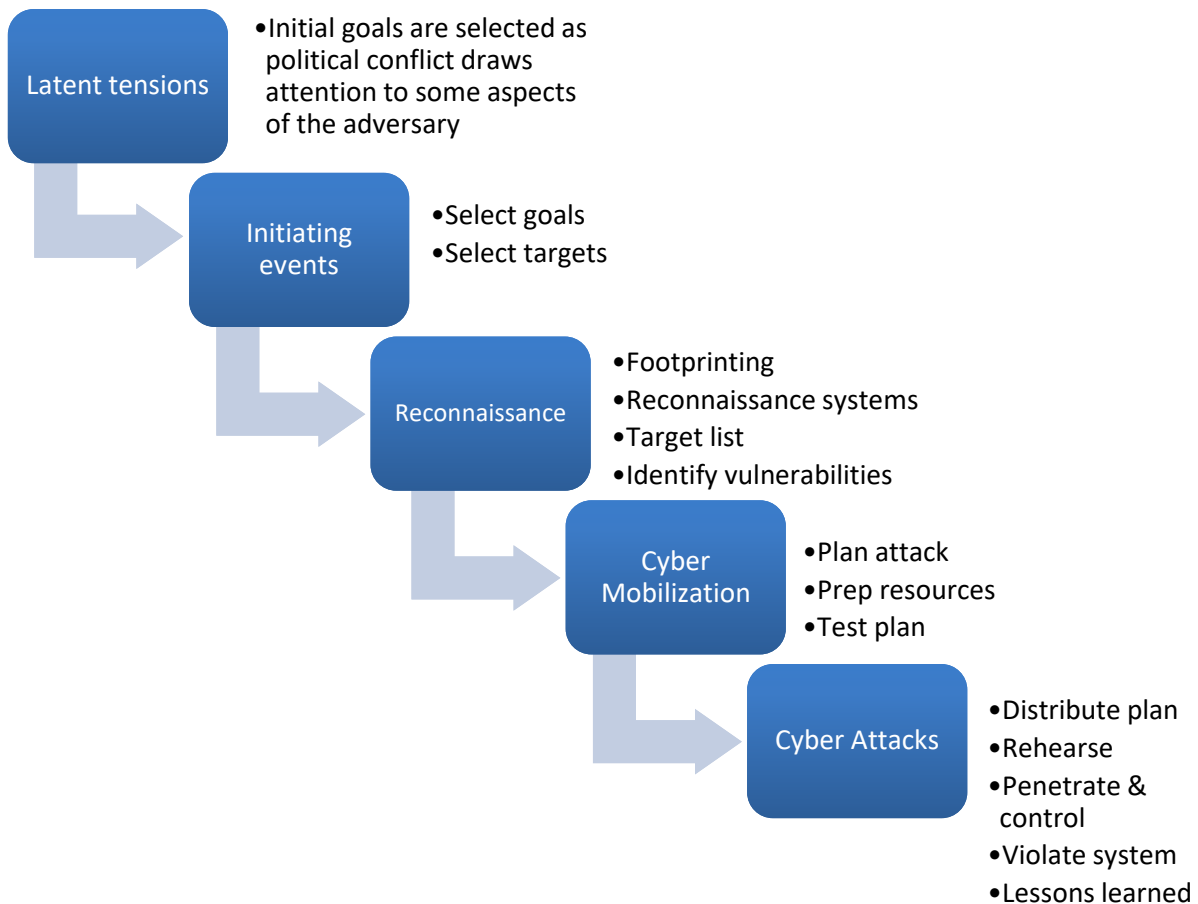 Latent tensions
•Initial goals are selected as
political conflict draws
attention to some aspects
of the adversary
Initiating
events
•Select goals
•Select targets
Reconnaissance
•Footprinting
•Reconnaissance systems
•Target list
•Identify vulnerabilities
Cyber
Mobilization
•Plan attack
•Prep resources
•Test plan
Cyber Attacks
•Distribute plan
•Rehearse
•Penetrate &
control
•Violate system
•Lessons learned